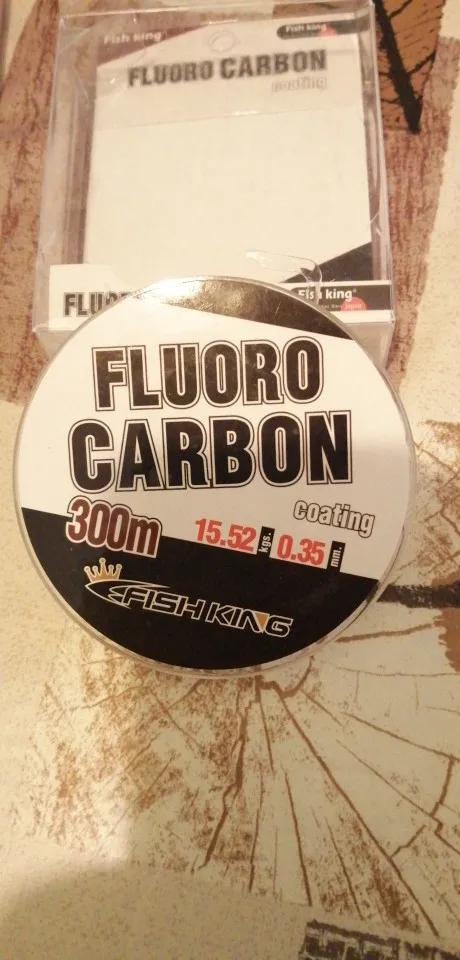 Fish king
Fish king
FLUORO CARBON
coating
Fish king
FLUORO
CARBON
coating
300m
15.52 kgs. 0.35 mm.
FISHKING